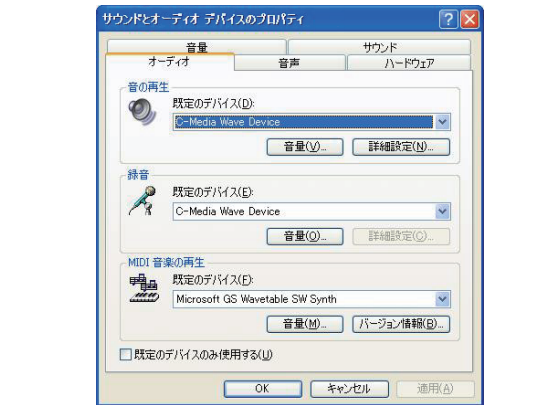 サウンドとオーディオ デバイスのプロパティ
音量
サウンド
オーディオ
音声
ハードウェア
音の再生
既定のデバイス(D):
C-Media Wave Device
音量(V)...
詳細設定(N)...
録音
既定のデバイス(E):
C-Media Wave Device
音量(O)...
詳細設定(C)...
MIDI 音楽の再生
既定のデバイス(F):
Microsoft GS Wavetable SW Synth
音量(M)...
バージョン情報(B)...
既定のデバイスのみ使用する(U)
OK
キャンセル
適用(A)